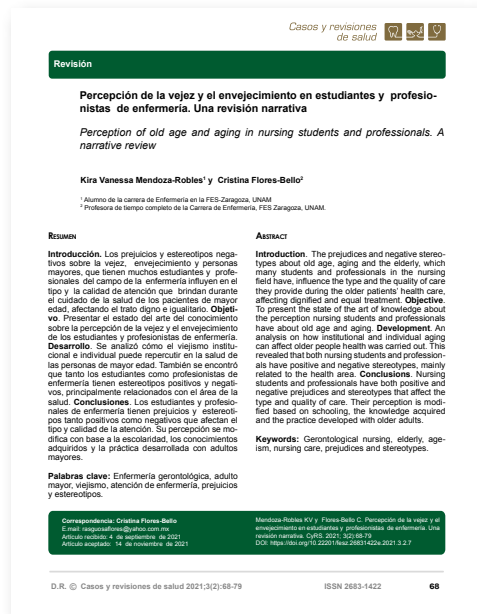 Casos y revisiones
de salud
Revisión
Percepción de la vejez y el envejecimiento en estudiantes y profesio-
nistas de enfermería. Una revisión narrativa
Perception of old age and aging in nursing students and professionals. A
narrative review
Kira Vanessa Mendoza-Robles¹ y Cristina Flores-Bello²
¹ Alumno de la carrera de Enfermería en la FES-Zaragoza, UNAM
² Profesora de tiempo completo de la Carrera de Enfermería, FES Zaragoza, UNAM.
Resumen
Introducción. Los prejuicios y estereotipos nega-
tivos sobre la vejez, envejecimiento y personas
mayores, que tienen muchos estudiantes y profe-
sionales del campo de la enfermería influyen en el
tipo y la calidad de atención que brindan durante
el cuidado de la salud de los pacientes de mayor
edad, afectando el trato digno e igualitario. Objeti-
vo. Presentar el estado del arte del conocimiento
sobre la percepción de la vejez y el envejecimiento
de los estudiantes y profesionistas de enfermería.
Desarrollo. Se analizó cómo el viejismo institu-
cional e individual puede repercutir en la salud de
las personas de mayor edad. También se encontró
que tanto los estudiantes como profesionistas de
enfermería tienen estereotipos positivos y negati-
vos, principalmente relacionados con el área de la
salud. Conclusiones. Los estudiantes y profesio-
nales de enfermería tienen prejuicios y estereoti-
pos tanto positivos como negativos que afectan el
tipo y calidad de la atención. Su percepción se mo-
difica con base a la escolaridad, los conocimientos
adquiridos y la práctica desarrollada con adultos
mayores.
Palabras clave: Enfermería gerontológica, adulto
mayor, viejismo, atención de enfermería, prejuicios
y estereotipos.
Abstract
Introduction. The prejudices and negative stereo-
types about old age, aging and the elderly, which
many students and professionals in the nursing
field have, influence the type and the quality of care
they provide during the older patients' health care,
affecting dignified and equal treatment. Objective.
To present the state of the art of knowledge about
the perception nursing students and professionals
have about old age and aging. Development. An
analysis on how institutional and individual aging
can affect older people health was carried out. This
revealed that both nursing students and profession-
als have positive and negative stereotypes, mainly
related to the health area. Conclusions. Nursing
students and professionals have both positive and
negative prejudices and stereotypes that affect the
type and quality of care. Their perception is modi-
fied based on schooling, the knowledge acquired
and the practice developed with older adults.
Keywords: Gerontological nursing, elderly, age-
ism, nursing care, prejudices and stereotypes.
Correspondencia: Cristina Flores-Bello
E.mail: rasguosaflores@yahoo.com.mx
Artículo recibido: 4 de septiembre de 2021
Artículo aceptado: 14 de noviembre de 2021
Mendoza-Robles KV y Flores-Bello C. Percepción de la vejez y el
envejecimiento en estudiantes y profesionistas de enfermería. Una
revisión narrativa. CyRS. 2021; 3(2):68-79
DOI: https://doi.org/10.22201/fesz.26831422e.2021.3.2.7
D.R. © Casos y revisiones de salud 2021;3(2):68-79 ISSN 2683-1422 68